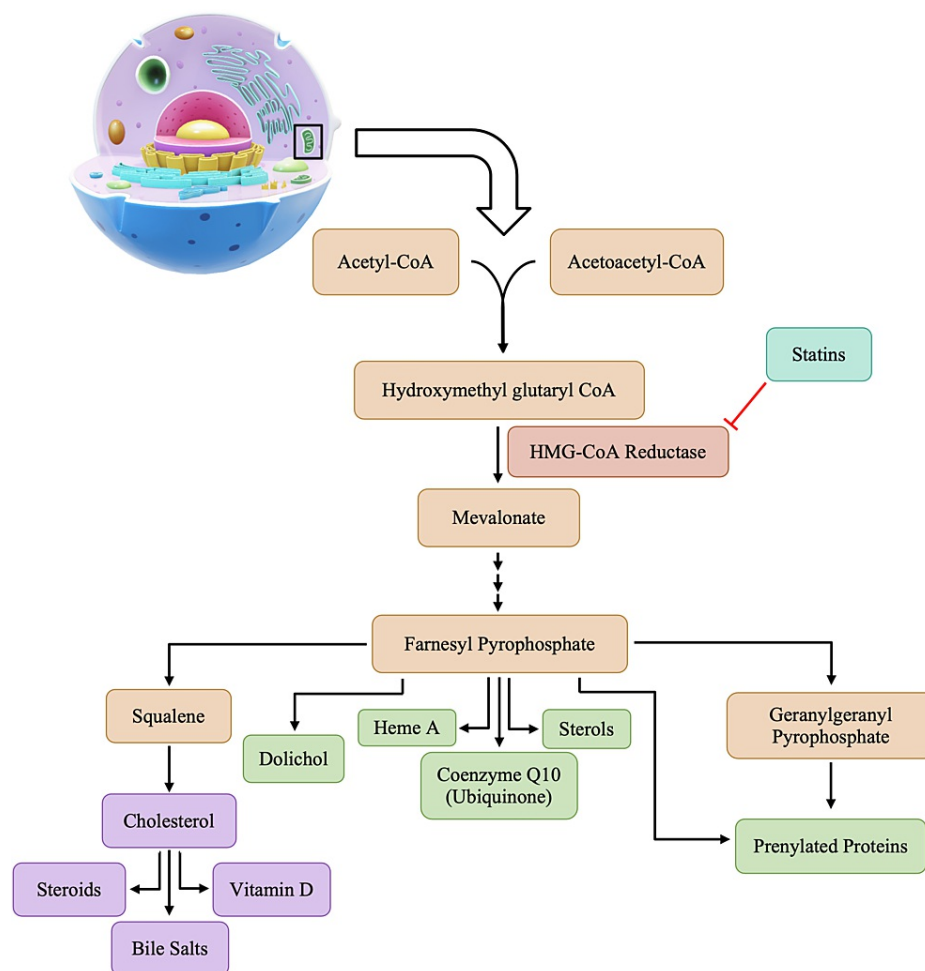 Acetyl-CoA
Acetoacetyl-CoA
Statins
Hydroxymethyl glutaryl CoA
HMG-CoA Reductase
Mevalonate
Farnesyl Pyrophosphate
Squalene
Dolichol
Heme A
Sterols
Coenzyme Q10
(Ubiquinone)
Geranylgeranyl
Pyrophosphate
Cholesterol
Prenylated Proteins
Steroids
Vitamin D
Bile Salts